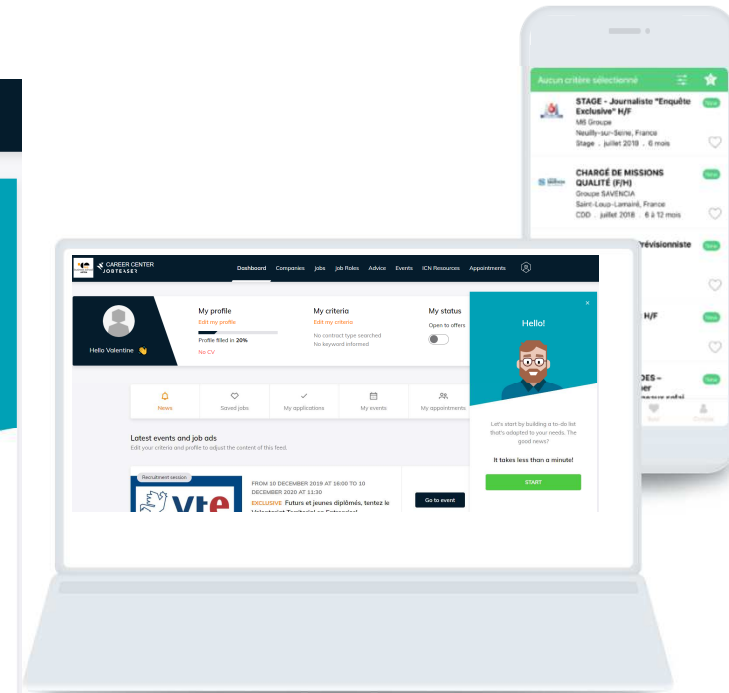 CAREER CENTER
JOBTEASER
Dashboard Companies Jobs Job Roles Advice Events ICN Resources Appointments
Hello Valentine 👋
My profile
Edit my profile
Profile filled in 20%
No CV
My criteria
Edit my criteria
No contract type searched
No keyword informed
My status
Open to offers
News
Saved jobs
My applications
My events
My appointments
Latest events and job ads
Edit your criteria and profile to adjust the content of this feed.
Recruitment session
vte
FROM 10 DECEMBER 2019 AT 16:00 TO 10
DECEMBER 2020 AT 11:30
EXCLUSIVE Futurs et jeunes diplômés, tentez le
Volontariat Territorial en Entreprise!
Go to event
×
Hello!
Let's start by building a to-do list
that's adapted to your needs. The
good news?
It takes less than a minute!
START
Aucun critère sélectionné
STAGE - Journaliste "Enquête
Exclusive" H/F
New
M6 Groupe
Neuilly-sur-Seine, France
Stage . juillet 2018 . 6 mois
CHARGÉ DE MISSIONS
QUALITÉ (F/H)
New
Groupe SAVENCIA
Saint-Loup-Lamairé, France
CDD . juillet 2018 . 6 à 12 mois
Prévisionniste
New
H/F
New
DES –
New